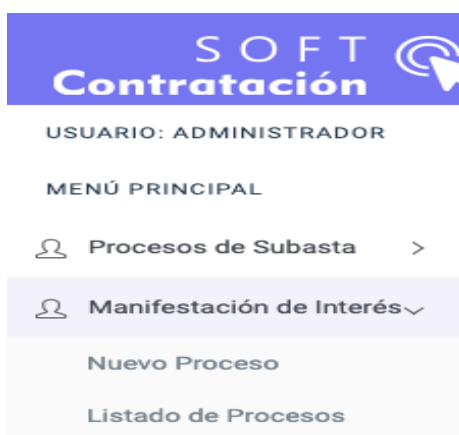 SOFT
Contratación
USUARIO: ADMINISTRADOR
MENÚ PRINCIPAL
Procesos de Subasta >
Manifestación de Interés
Nuevo Proceso
Listado de Procesos